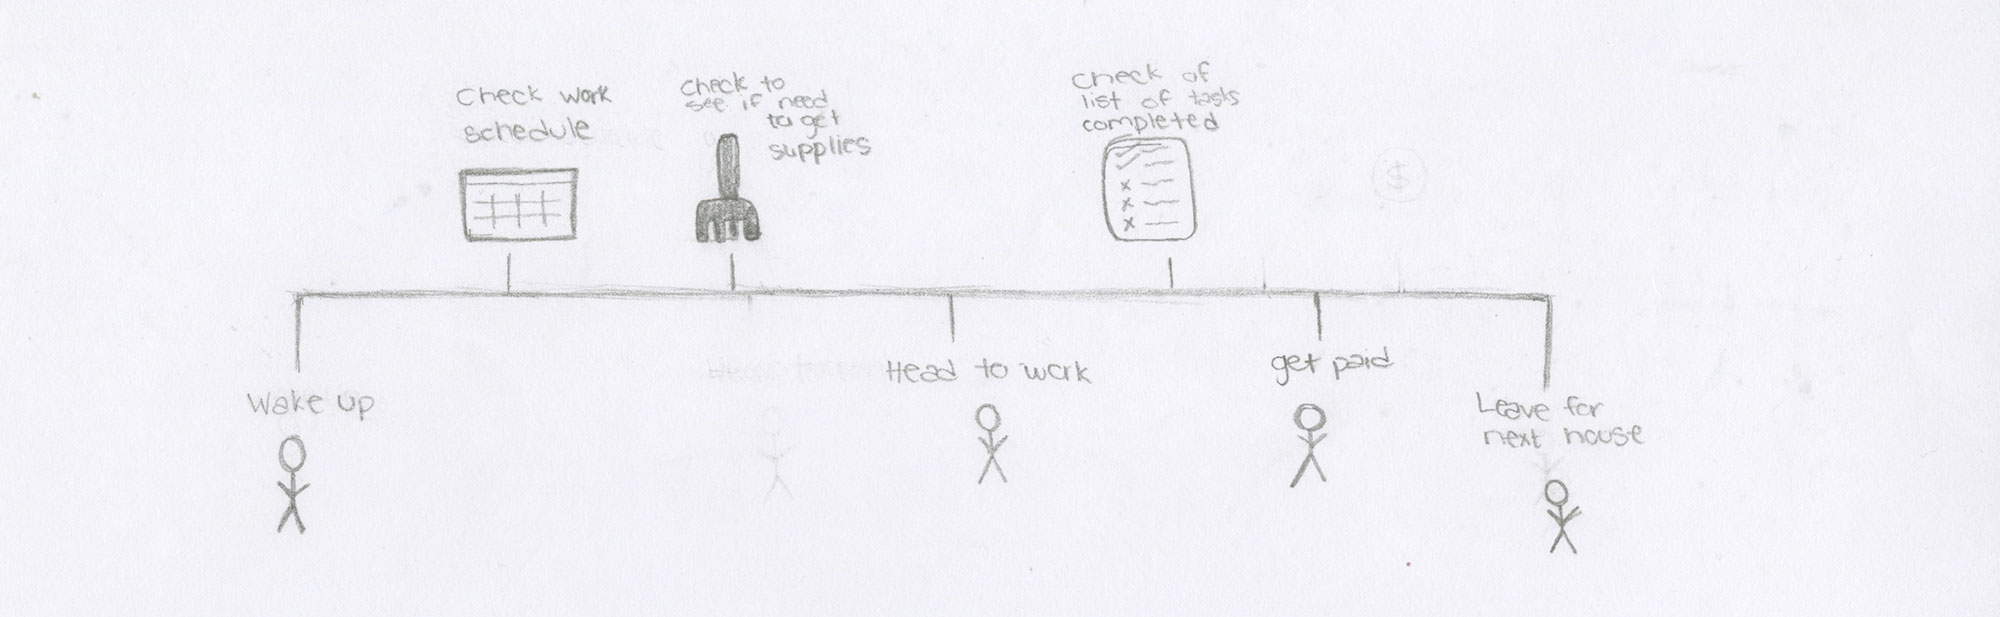 Check work
schedule
Check to
see if need
to get
supplies
Check of
list of tasks
completed
$
Wake up
Head to work
get paid
Leave for
next house